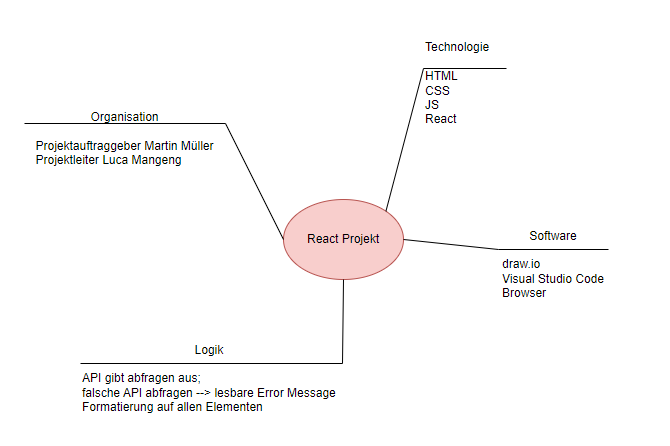 Technologie
HTML
CSS
JS
React
Organisation
Projektauftraggeber Martin Müller
Projektleiter Luca Mangeng
React Projekt
Software
draw.io
Visual Studio Code
Browser
Logik
API gibt abfragen aus;
falsche API abfragen --> lesbare Error Message
Formatierung auf allen Elementen